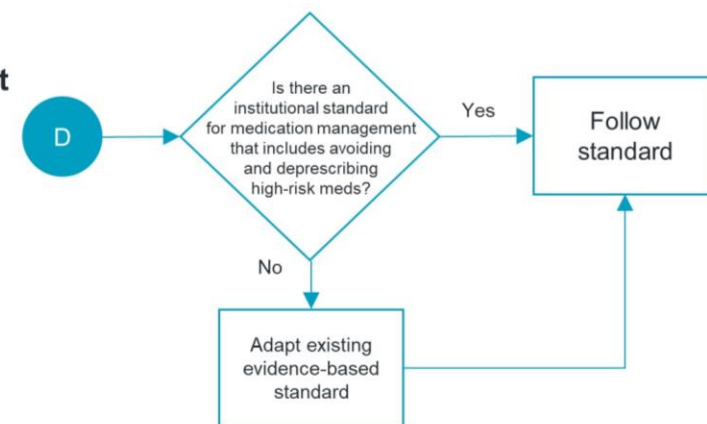 t
D
Is there an
institutional standard
for medication management
that includes avoiding
and deprescribing
high-risk meds?
Yes
Follow
standard
No
Adapt existing
evidence-based
standard